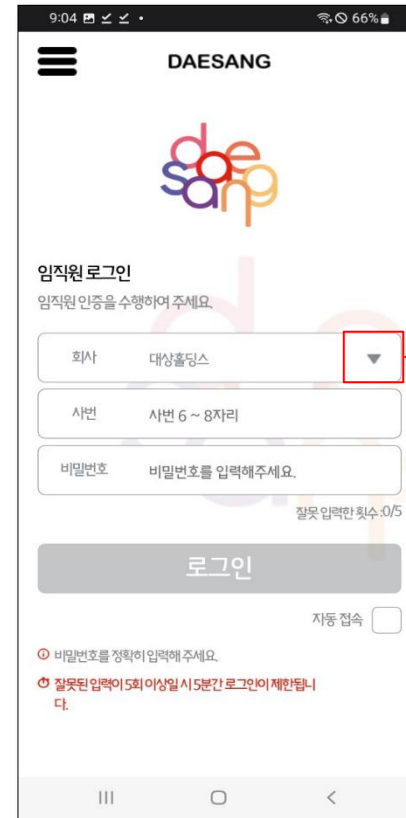 9:04
66%
DAESANG
daesang
임직원 로그인
임직원 인증을 수행하여 주세요.
회사 대상홀딩스
사번 사번 6 ~ 8자리
비밀번호 비밀번호를 입력해주세요.
잘못 입력한 횟수 :0/5
로그인
자동 접속
비밀번호를 정확히 입력해 주세요.
잘못된 입력이 5회 이상일 시 5분간 로그인이 제한됩니
다.